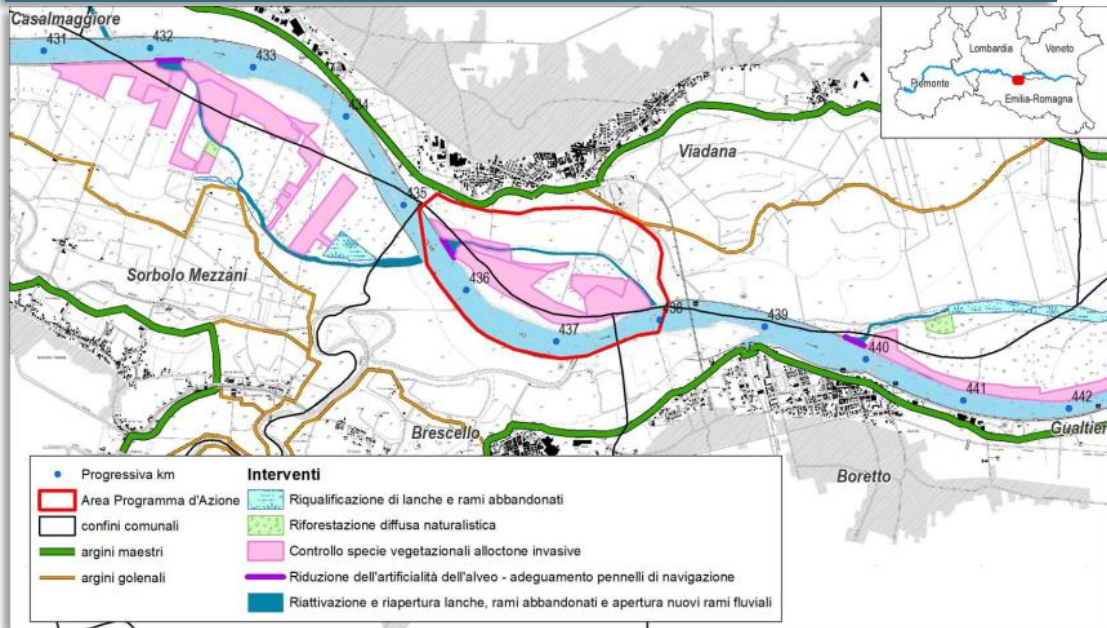 Casalmaggiore
431
432
433
434
435
436
437
438
439
440
441
442
Viadana
Sorbolo Mezzani
Brescello
Boretto
Gualtier
Lombardia
Veneto
Piemonte
Emilia-Romagna
Progressiva km
Area Programma d'Azione
confini comunali
argini maestri
argini golenali
Interventi
Riqualificazione di lanche e rami abbandonati
Riforestazione diffusa naturalistica
Controllo specie vegetazionali alloctone invasive
Riduzione dell'artificialità dell'alveo - adeguamento pennelli di navigazione
Riattivazione e riapertura lanche, rami abbandonati e apertura nuovi rami fluviali